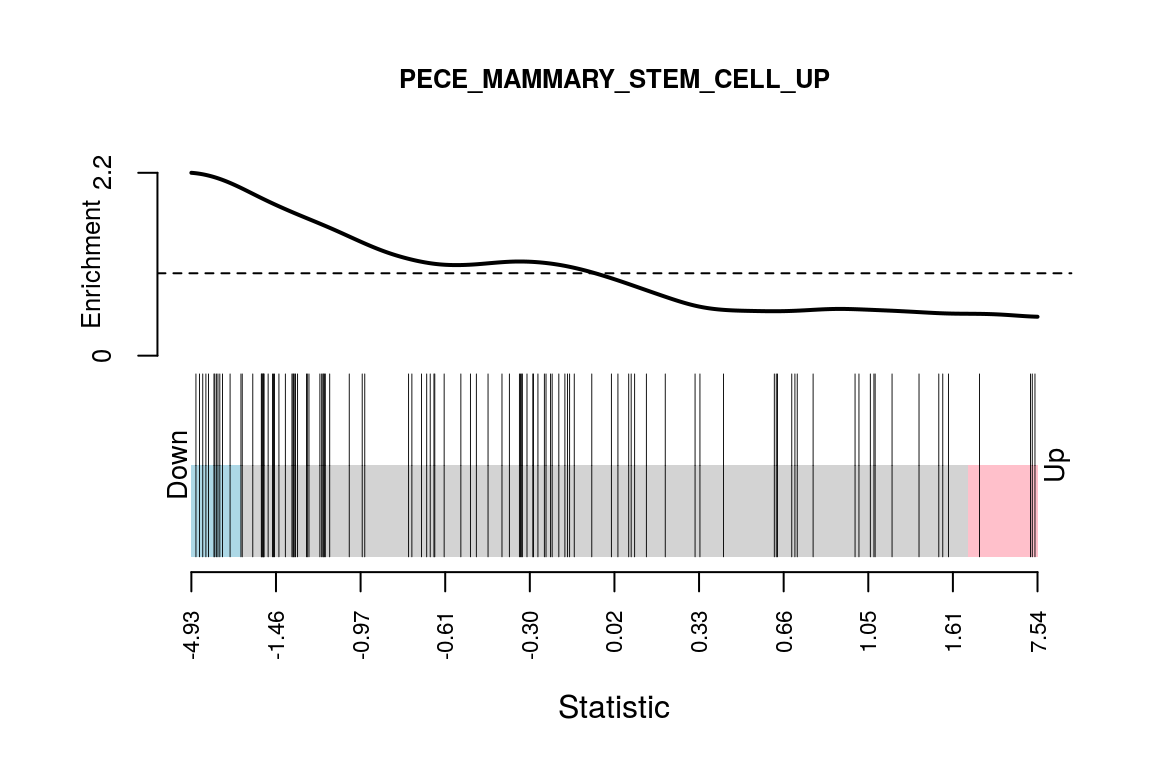 PECE_MAMMARY_STEM_CELL_UP
2.2
Enrichment
0
Down
Up
-4.93 -1.46 -0.97 -0.61 -0.30 0.02 0.33 0.66 1.05 1.61 7.54
Statistic